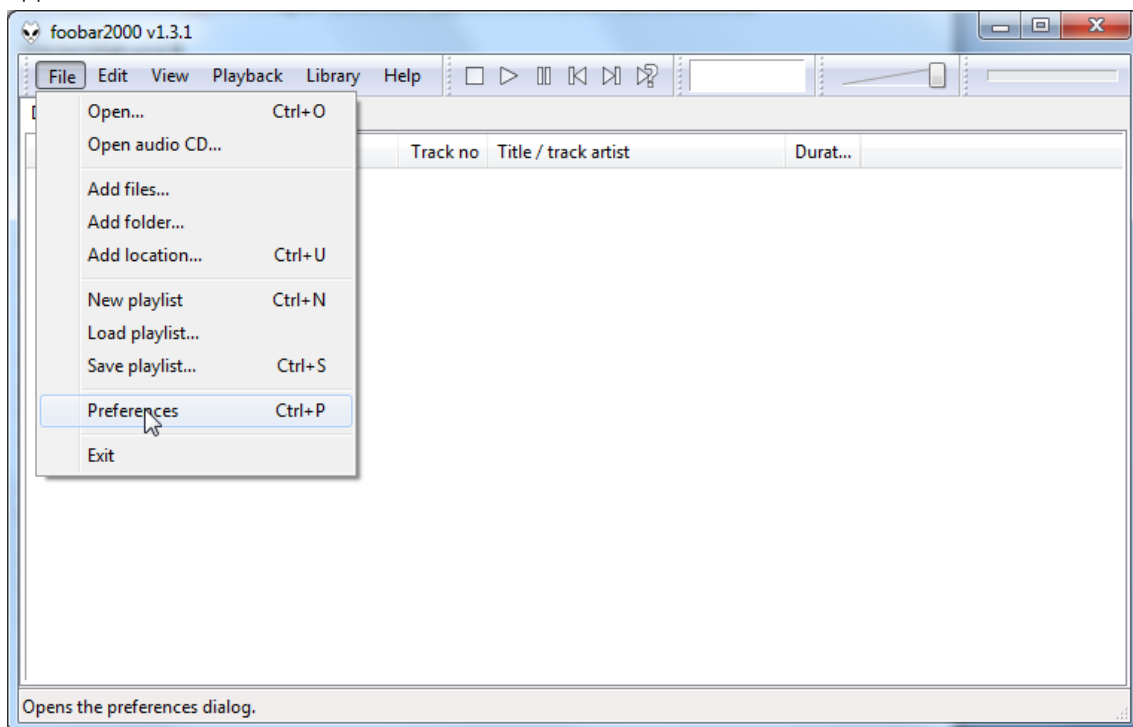 foobar2000 v1.3.1
File Edit View Playback Library Help
Open... Ctrl+O
Open audio CD...
Track no Title / track artist Durat...
Add files...
Add folder...
Add location... Ctrl+U
New playlist Ctrl+N
Load playlist...
Save playlist... Ctrl+S
Preferences Ctrl+P
Exit
Opens the preferences dialog.